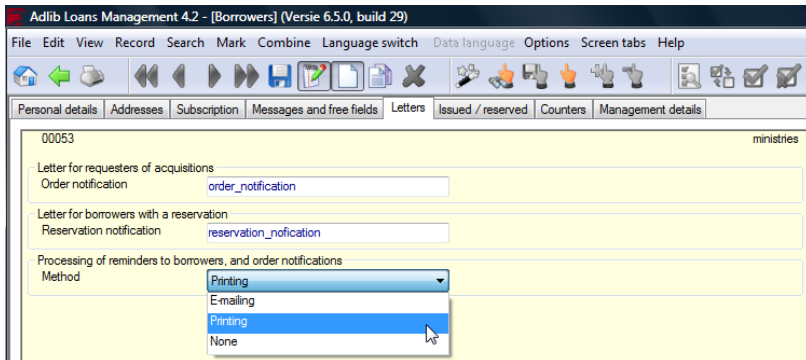 Adlib Loans Management 4.2 - [Borrowers] (Versie 6.5.0, build 29)
File Edit View Record Search Mark Combine Language switch Data language Options Screen tabs Help
Personal details Addresses Subscription Messages and free fields Letters Issued / reserved Counters Management details
00053 ministries
Letter for requesters of acquisitions
Order notification order_notification
Letter for borrowers with a reservation
Reservation notification reservation_nofication
Processing of reminders to borrowers, and order notifications
Method Printing
E-mailing
Printing
None